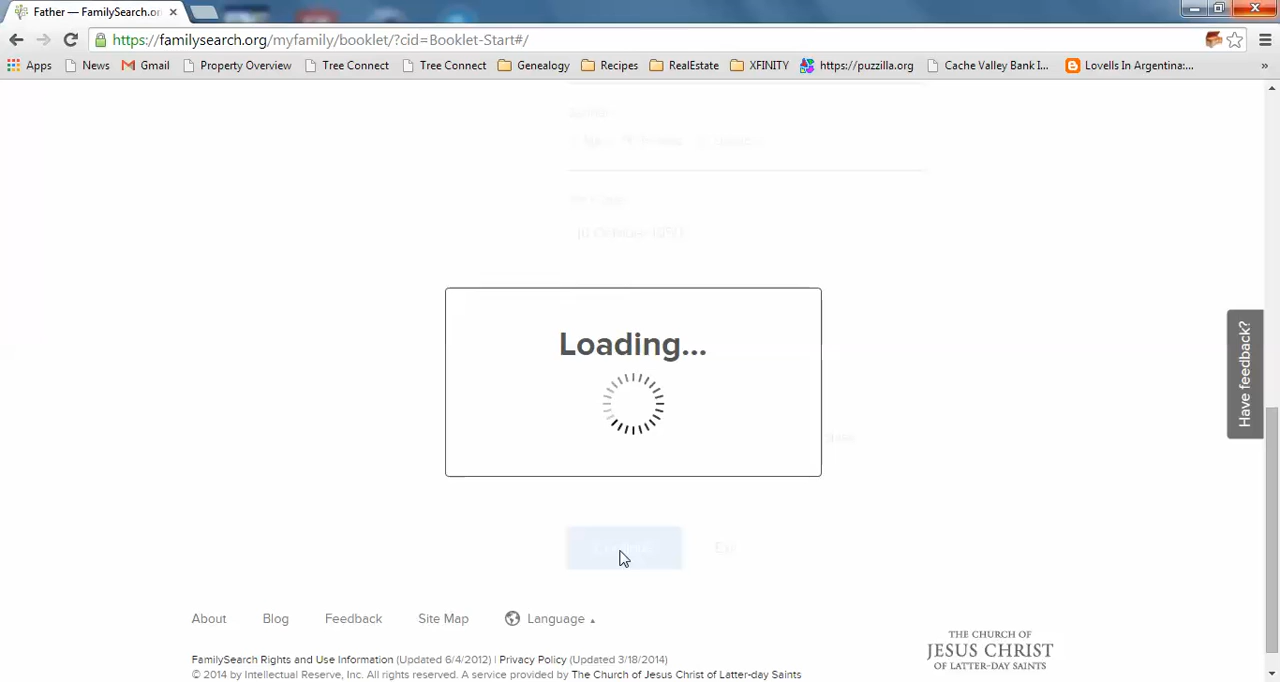 Father — FamilySearch.or
https://familysearch.org/myfamily/booklet/?cid=Booklet-Start#/
Apps News Gmail Property Overview Tree Connect Tree Connect Genealogy Recipes RealEstate XFINITY https://puzzilla.org Cache Valley Bank I... Lovells In Argentina:... »
Loading...
Have feedback?
About Blog Feedback Site Map Language
THE CHURCH OF
JESUS CHRIST
OF LATTER-DAY SAINTS
FamilySearch Rights and Use Information (Updated 6/4/2012) | Privacy Policy (Updated 3/18/2014)
© 2014 by Intellectual Reserve, Inc. All rights reserved. A service provided by The Church of Jesus Christ of Latter-day Saints